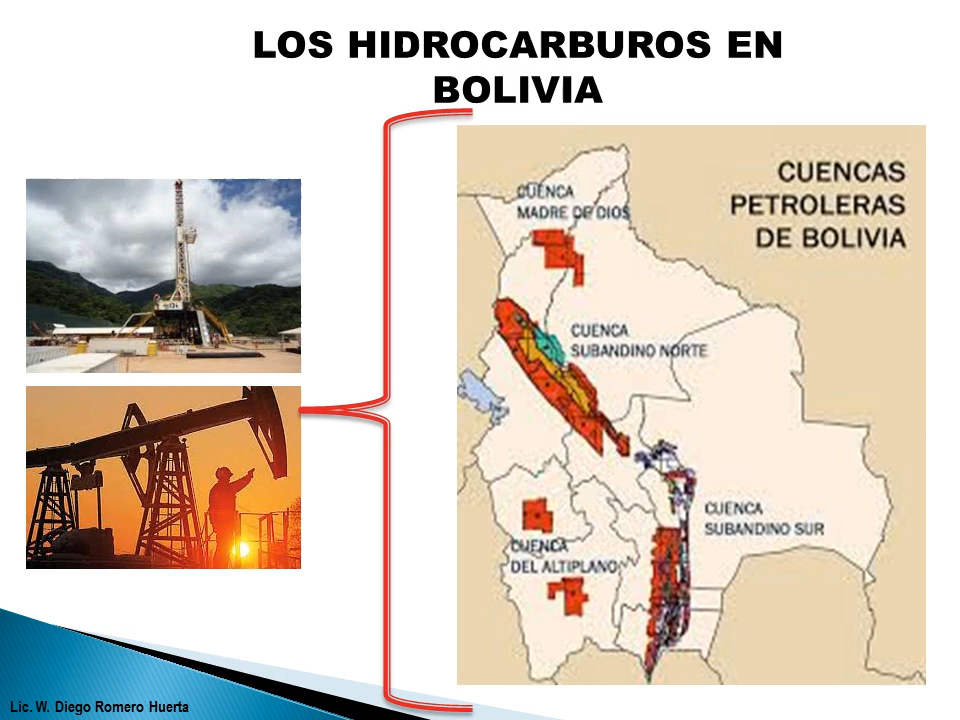 LOS HIDROCARBUROS EN
BOLIVIA
CUENCAS
PETROLERAS
DE BOLIVIA
CUENCA
MADRE DE DIOS
CUENCA
SUBANDINO NORTE
CUENCA
SUBANDINO SUR
CUENCA
DEL ALTIPLANO
Lic. W. Diego Romero Huerta